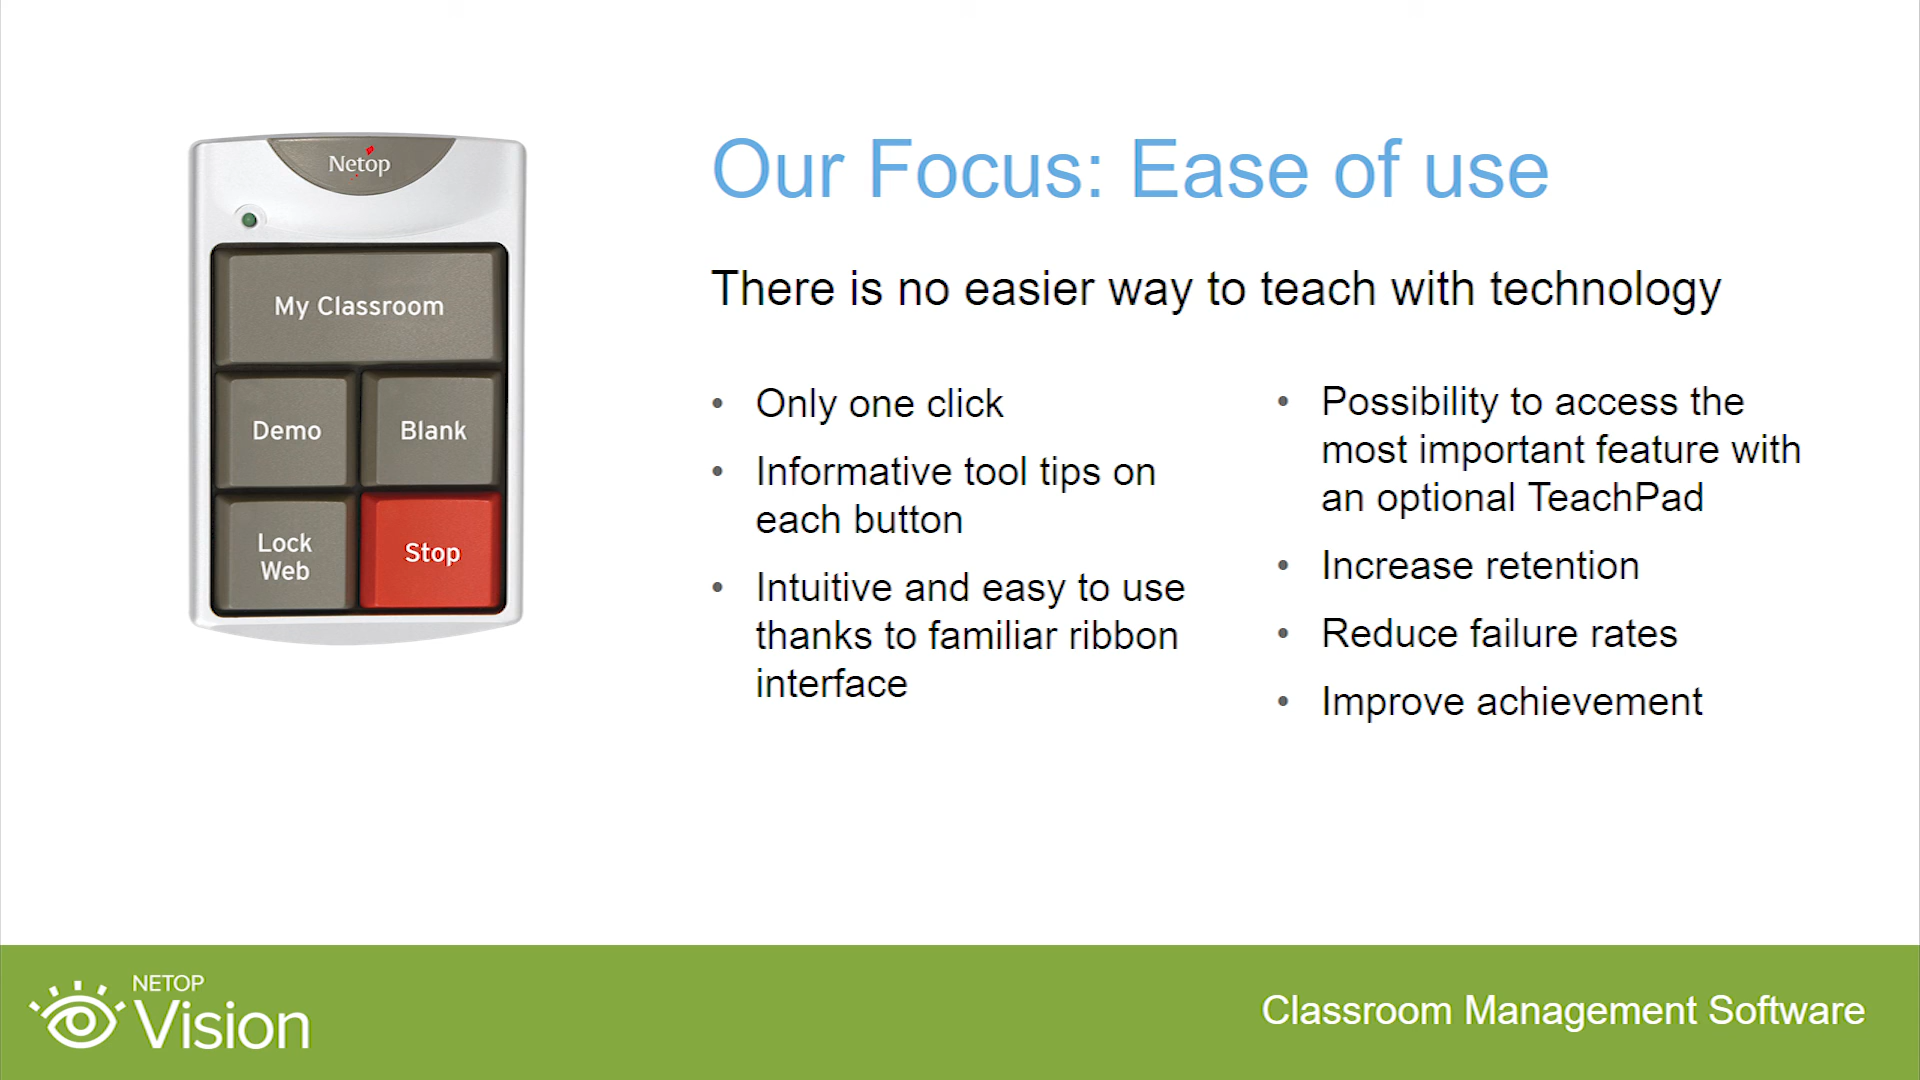 Netop
My Classroom
Demo
Blank
Lock
Web
Stop
Our Focus: Ease of use
There is no easier way to teach with technology
• Only one click
• Informative tool tips on
each button
• Intuitive and easy to use
thanks to familiar ribbon
interface
• Possibility to access the
most important feature with
an optional TeachPad
• Increase retention
• Reduce failure rates
• Improve achievement
NETOP
Vision
Classroom Management Software